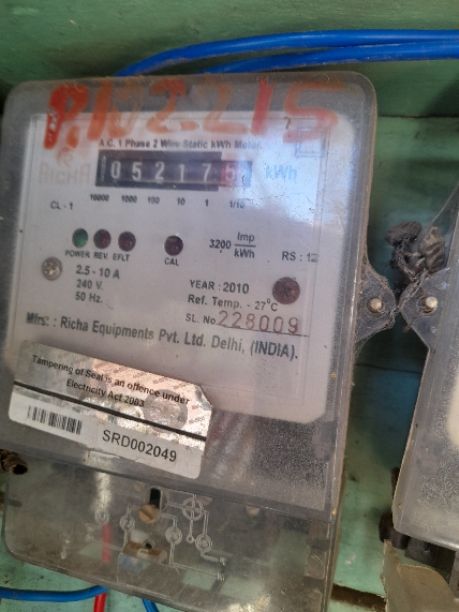 A.C. 1 Phase 2 Wire Static kWh Meter
RICHA 052175 kWh
CL - 1 10000 1000 100 10 1 1/10
POWER REV. EFLT CAL 3200 Imp/kWh RS : 12
2.5 - 10 A
240 V.
50 Hz.
YEAR : 2010
Ref. Temp. - 27°C
SL. No 228009
Mfrs. : Richa Equipments Pvt. Ltd. Delhi, (INDIA).
Tampering of Seal is an offence under
Electricity Act 2003
SRD002049